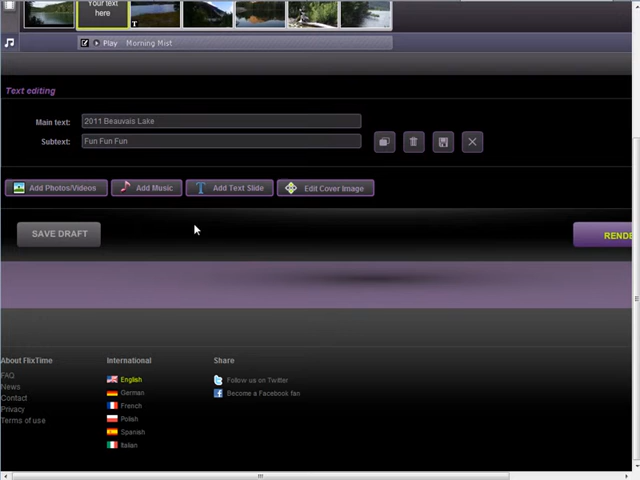 Your text
here
T
Play Morning Mist
Text editing
Main text: 2011 Beauvais Lake
Subtext: Fun Fun Fun
Add Photos/Videos Add Music Add Text Slide Edit Cover Image
SAVE DRAFT
RENDE
About FlixTime International Share
FAQ English Follow us on Twitter
News German Become a Facebook fan
Contact French
Privacy Polish
Terms of use Spanish
Italian